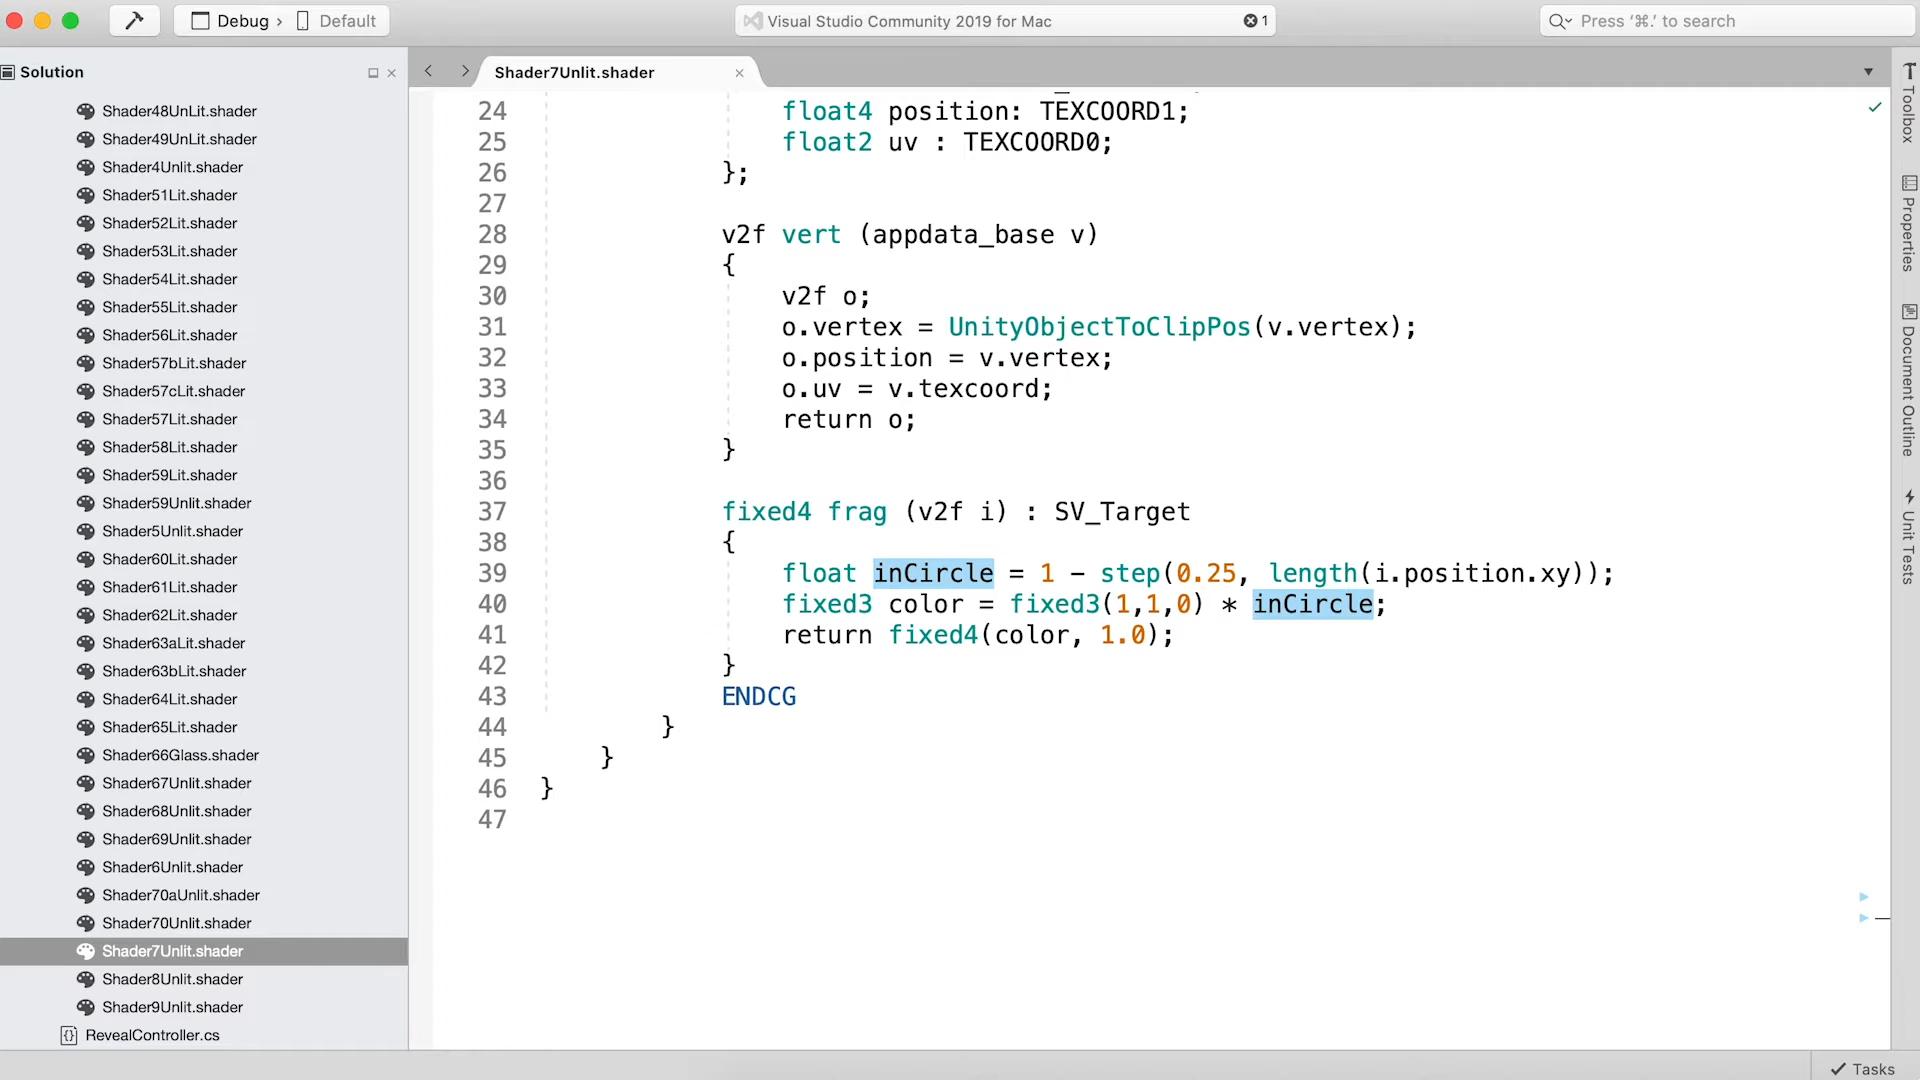 Debug › Default
Visual Studio Community 2019 for Mac
1
Press ‘⌘.’ to search
Solution
Shader7Unlit.shader
Shader48UnLit.shader
Shader49UnLit.shader
Shader4Unlit.shader
Shader51Lit.shader
Shader52Lit.shader
Shader53Lit.shader
Shader54Lit.shader
Shader55Lit.shader
Shader56Lit.shader
Shader57bLit.shader
Shader57cLit.shader
Shader57Lit.shader
Shader58Lit.shader
Shader59Lit.shader
Shader59Unlit.shader
Shader5Unlit.shader
Shader60Lit.shader
Shader61Lit.shader
Shader62Lit.shader
Shader63aLit.shader
Shader63bLit.shader
Shader64Lit.shader
Shader65Lit.shader
Shader66Glass.shader
Shader67Unlit.shader
Shader68Unlit.shader
Shader69Unlit.shader
Shader6Unlit.shader
Shader70aUnlit.shader
Shader70Unlit.shader
Shader7Unlit.shader
Shader8Unlit.shader
Shader9Unlit.shader
{} RevealController.cs
24 float4 position: TEXCOORD1;
25 float2 uv : TEXCOORD0;
26 };
27
28 v2f vert (appdata_base v)
29 {
30 v2f o;
31 o.vertex = UnityObjectToClipPos(v.vertex);
32 o.position = v.vertex;
33 o.uv = v.texcoord;
34 return o;
35 }
36
37 fixed4 frag (v2f i) : SV_Target
38 {
39 float inCircle = 1 - step(0.25, length(i.position.xy));
40 fixed3 color = fixed3(1,1,0) * inCircle;
41 return fixed4(color, 1.0);
42 }
43 ENDCG
44 }
45 }
46 }
47
Toolbox
Properties
Document Outline
Unit Tests
Tasks